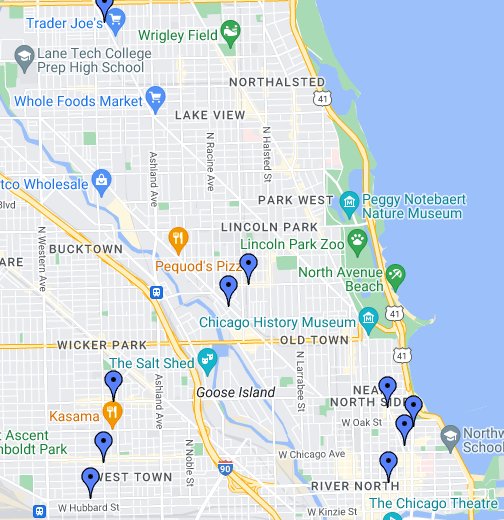 Trader Joe's
Wrigley Field
Lane Tech College
Prep High School
NORTHALSTED
41
Whole Foods Market
LAKE VIEW
N Racine Ave
N Halsted St
Ashland Ave
tco Wholesale
Blvd
PARK WEST
Peggy Notebaert
Nature Museum
N Western Ave
LINCOLN PARK
BUCKTOWN
Lincoln Park Zoo
ARE
Pequod's Pizz
North Avenue
Beach
41
Chicago History Museum
WICKER PARK
OLD TOWN
41
The Salt Shed
Goose Island
Ashland Ave
N Larrabee St
NEA
NORTH SIDE
Kasama
W Oak St
t Ascent
mboldt Park
N Noble St
W Chicago Ave
Northw
School
90
WEST TOWN
RIVER NORTH
W Hubbard St
W Kinzie St
The Chicago Theatre